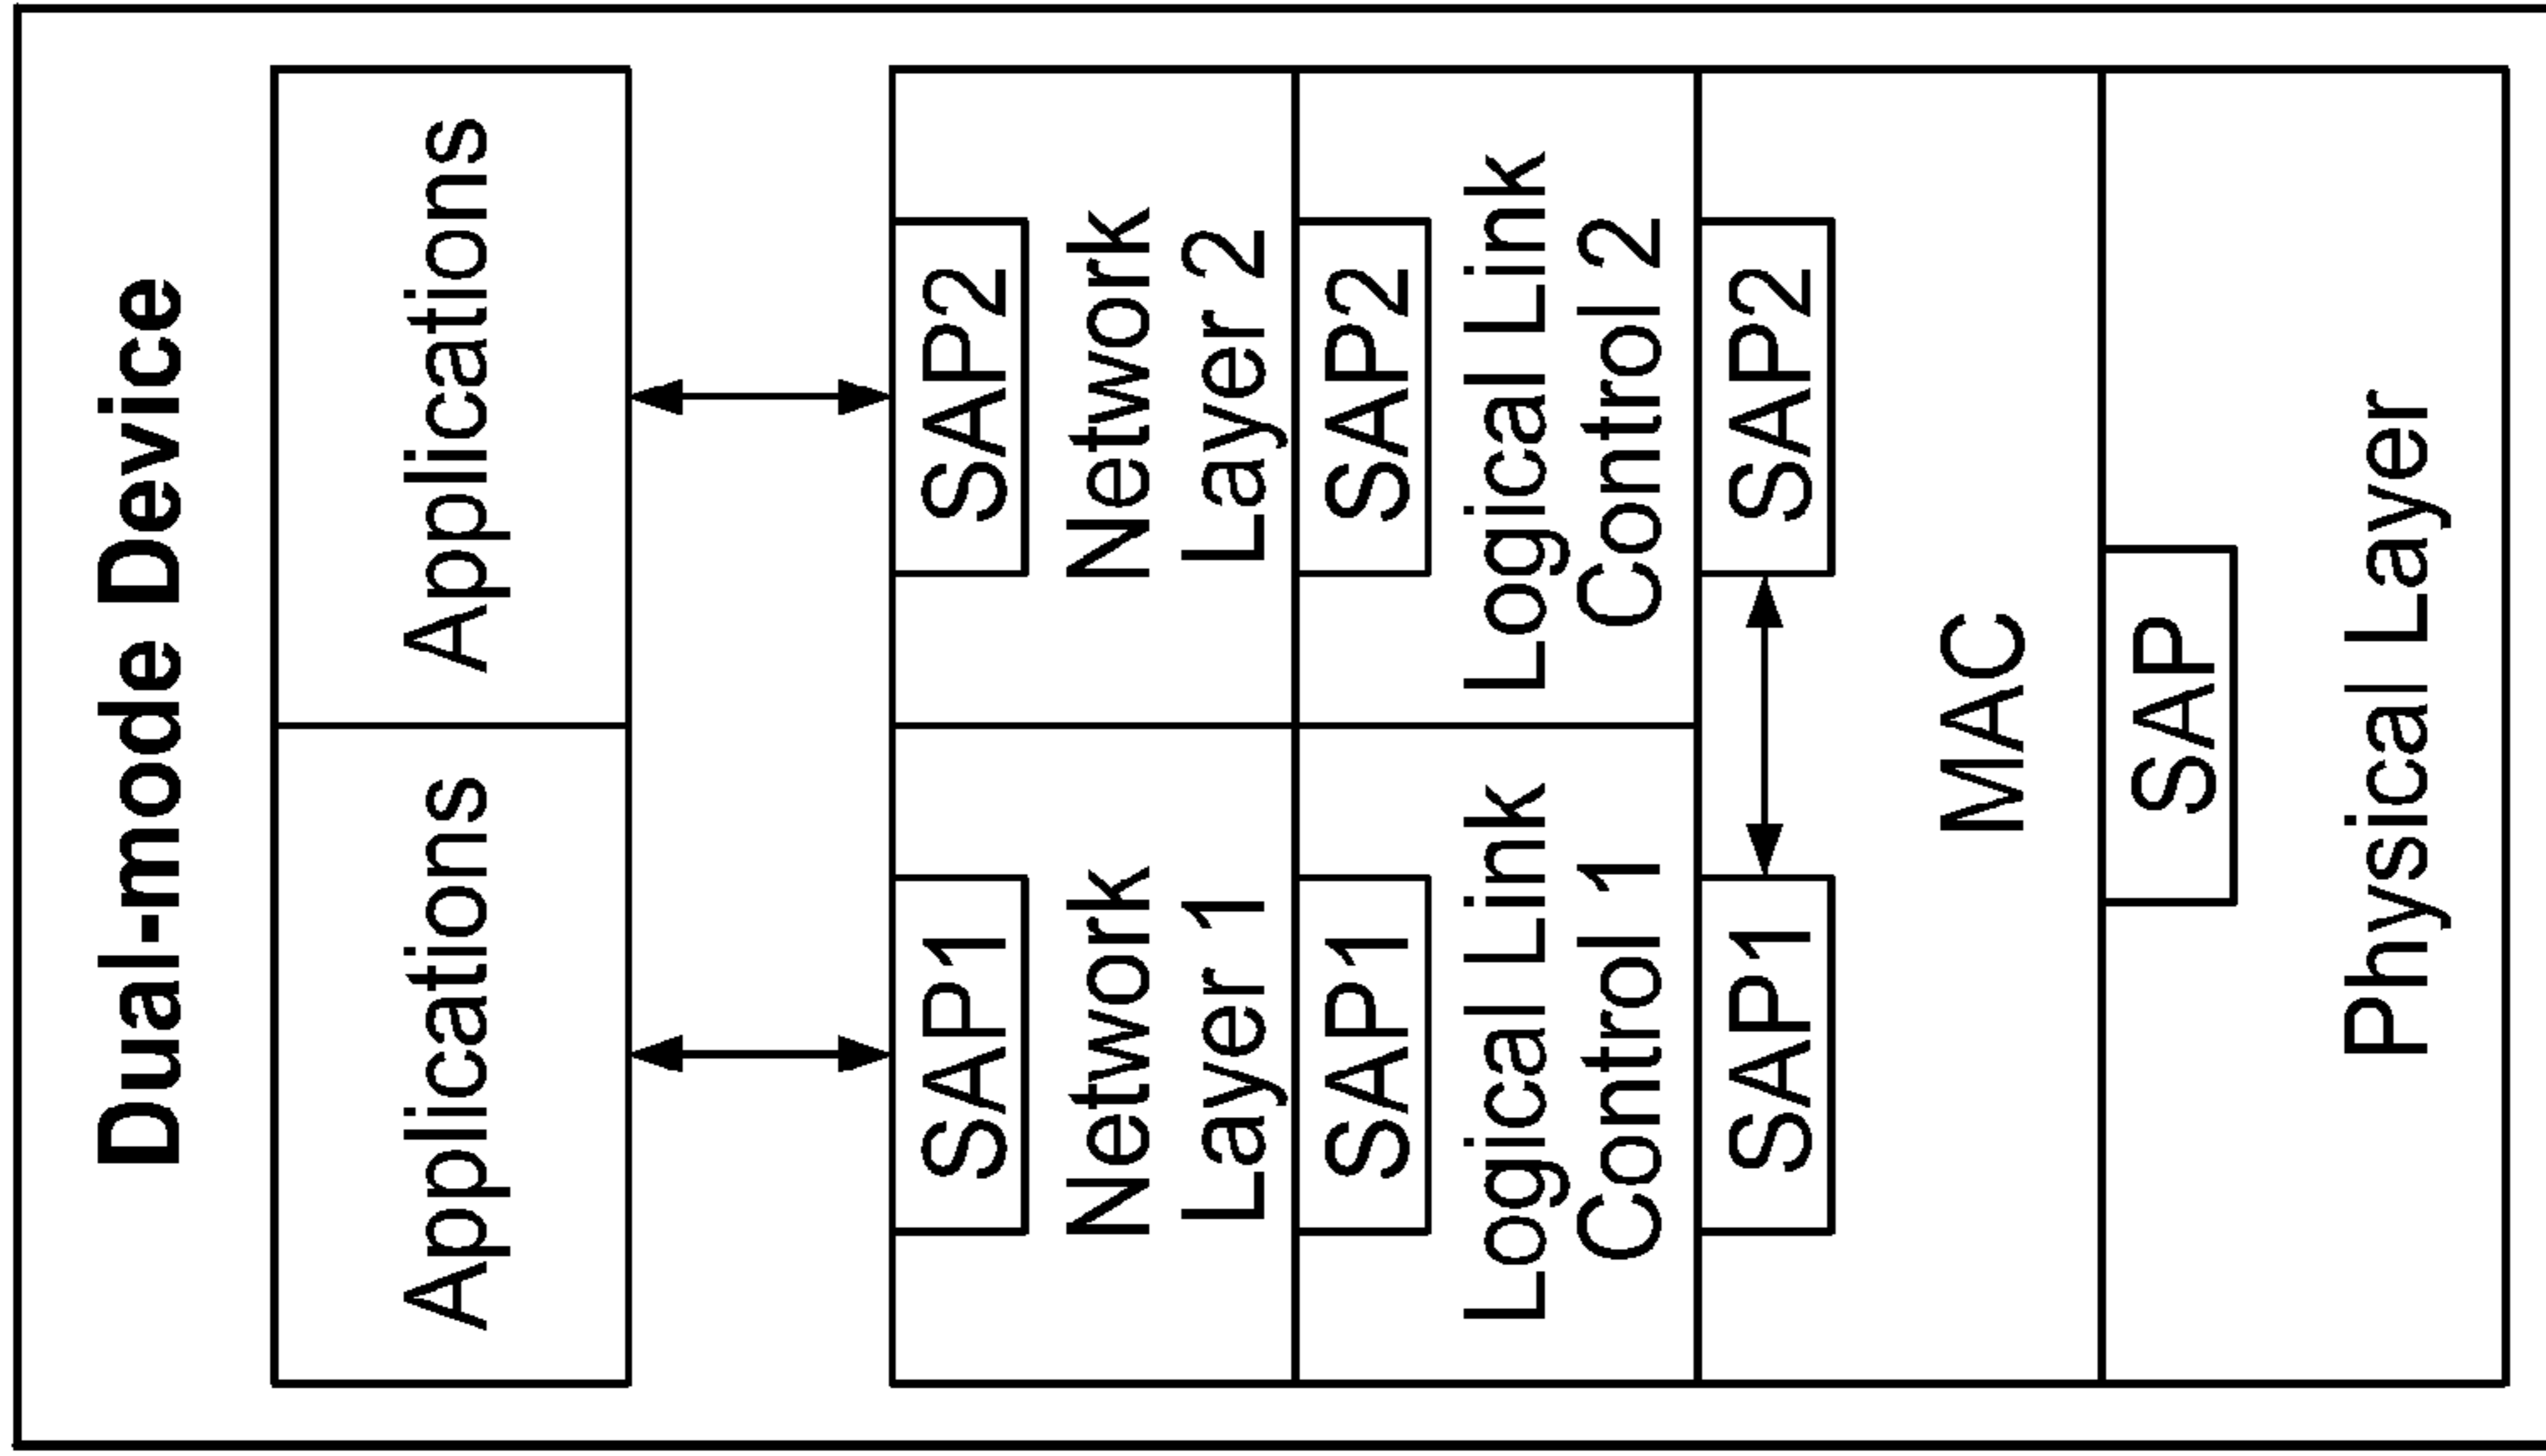 Dual-mode Device
Applications
Applications
SAP1
SAP2
Network
Layer 1
Network
Layer 2
SAP1
SAP2
Logical Link
Control 1
Logical Link
Control 2
SAP1
SAP2
MAC
SAP
Physical Layer